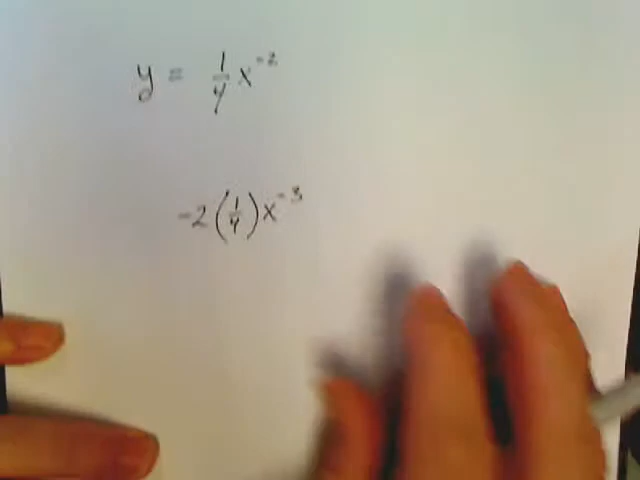 y = 1/4 x^-2
-2(1/4)x^-3